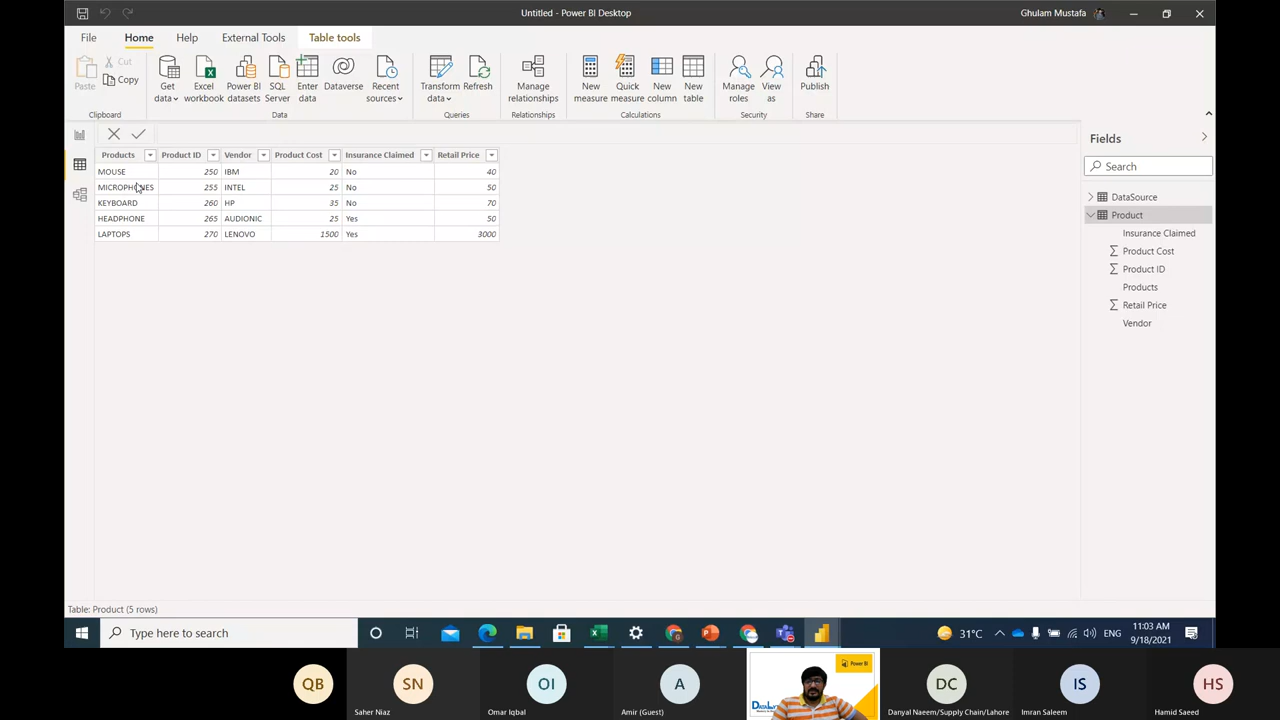 Untitled - Power BI Desktop
Ghulam Mustafa
File Home Help External Tools Table tools
Paste
Cut
Copy
Get data
Excel workbook
Power BI datasets
SQL Server
Enter data
Dataverse
Recent sources
Transform data
Refresh
Manage relationships
New measure
Quick measure
New column
New table
Manage roles
View as
Publish
Clipboard Data Queries Relationships Calculations Security Share
Products Product ID Vendor Product Cost Insurance Claimed Retail Price
MOUSE 250 IBM 20 No 40
MICROPHONES 255 INTEL 25 No 50
KEYBOARD 260 HP 35 No 70
HEADPHONE 265 AUDIONIC 25 Yes 50
LAPTOPS 270 LENOVO 1500 Yes 3000
Fields
Search
DataSource
Product
Insurance Claimed
Product Cost
Product ID
Products
Retail Price
Vendor
Table: Product (5 rows)
Type here to search
31°C
ENG
11:03 AM
9/18/2021
QB
SN
OI
A
Power BI
DC
IS
HS
Saher Niaz
Omar Iqbal
Amir (Guest)
Danyal Naeem/Supply Chain/Lahore
Imran Saleem
Hamid Saeed